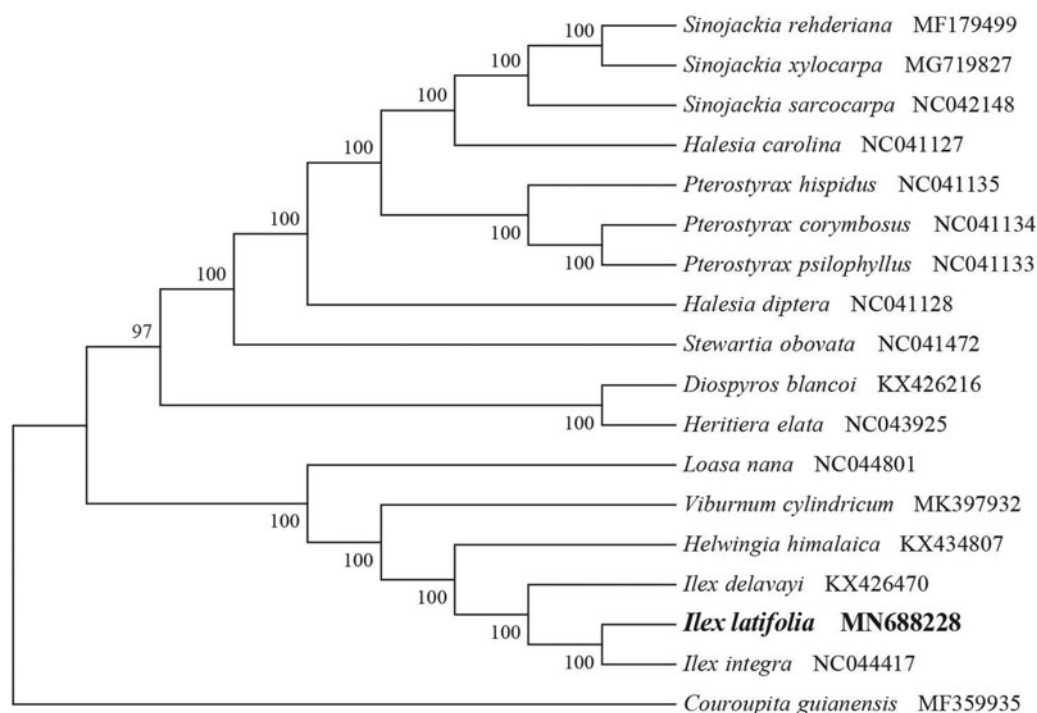 Sinojackia rehderiana MF179499
100
Sinojackia xylocarpa MG719827
100
Sinojackia sarcocarpa NC042148
100
Halesia carolina NC041127
100
Pterostyrax hispidus NC041135
100
Pterostyrax corymbosus NC041134
100
Pterostyrax psilophyllus NC041133
100
100
Halesia diptera NC041128
97
Stewartia obovata NC041472
Diospyros blancoi KX426216
100
Heritiera elata NC043925
Loasa nana NC044801
100
Viburnum cylindricum MK397932
100
Helwingia himalaica KX434807
100
Ilex delavayi KX426470
100
Ilex latifolia MN688228
100
Ilex integra NC044417
Couroupita guianensis MF359935